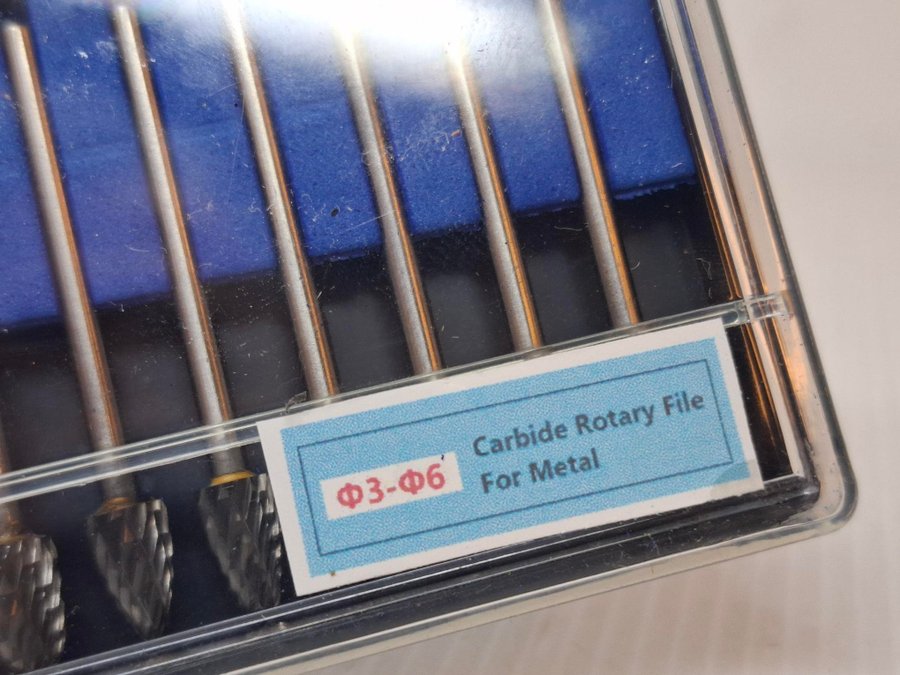 Φ3-Φ6
Carbide Rotary File
For Metal